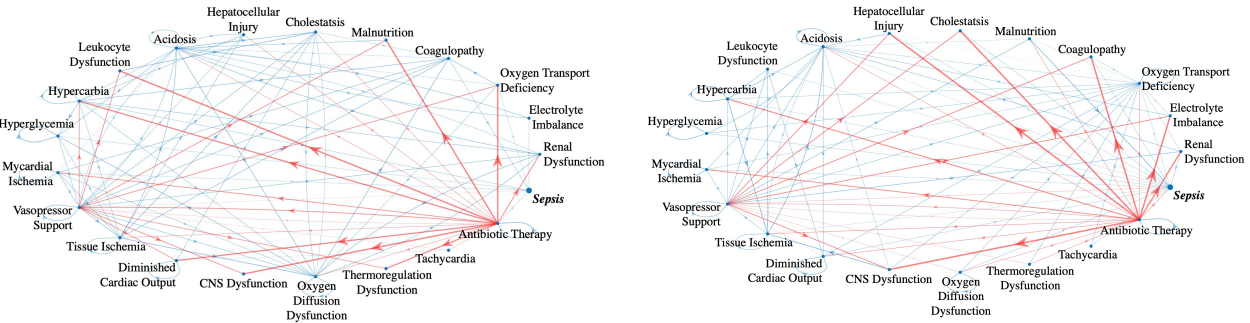 Hepatocellular
Injury
Cholestatsis
Acidosis
Malnutrition
Leukocyte
Dysfunction
Coagulopathy
Hypercarbia
Oxygen Transport
Deficiency
Hyperglycemia
Electrolyte
Imbalance
Renal
Dysfunction
Mycardial
Ischemia
Sepsis
Vasopressor
Support
Antibiotic Therapy
Tissue Ischemia
Tachycardia
Diminished
Cardiac Output
CNS Dysfunction
Thermoregulation
Dysfunction
Oxygen
Diffusion
Dysfunction
Hepatocellular
Injury
Cholestatsis
Acidosis
Malnutrition
Leukocyte
Dysfunction
Coagulopathy
Hypercarbia
Oxygen Transport
Deficiency
Hyperglycemia
Electrolyte
Imbalance
Renal
Dysfunction
Mycardial
Ischemia
Sepsis
Vasopressor
Support
Antibiotic Therapy
Tissue Ischemia
Tachycardia
Diminished
Cardiac Output
CNS Dysfunction
Thermoregulation
Dysfunction
Oxygen
Diffusion
Dysfunction